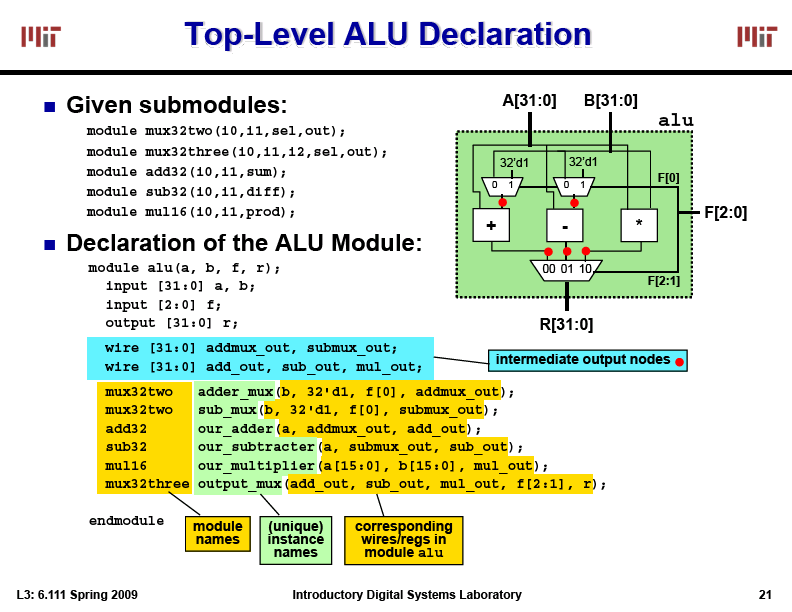 Top-Level ALU Declaration
Given submodules:
module mux32two(i0,i1,sel,out);
module mux32three(i0,i1,i2,sel,out);
module add32(i0,i1,sum);
module sub32(i0,i1,diff);
module mul16(i0,i1,prod);
Declaration of the ALU Module:
module alu(a, b, f, r);
input [31:0] a, b;
input [2:0] f;
output [31:0] r;
wire [31:0] addmux_out, submux_out;
wire [31:0] add_out, sub_out, mul_out;
mux32two adder_mux(b, 32'd1, f[0], addmux_out);
mux32two sub_mux(b, 32'd1, f[0], submux_out);
add32 our_adder(a, addmux_out, add_out);
sub32 our_subtracter(a, submux_out, sub_out);
mul16 our_multiplier(a[15:0], b[15:0], mul_out);
mux32three output_mux(add_out, sub_out, mul_out, f[2:1], r);
endmodule
module
names
(unique)
instance
names
corresponding
wires/regs in
module alu
A[31:0] B[31:0]
alu
32'd1 32'd1
F[0]
0 1 0 1
F[2:0]
+ - *
00 01 10
F[2:1]
R[31:0]
intermediate output nodes
L3: 6.111 Spring 2009 Introductory Digital Systems Laboratory 21